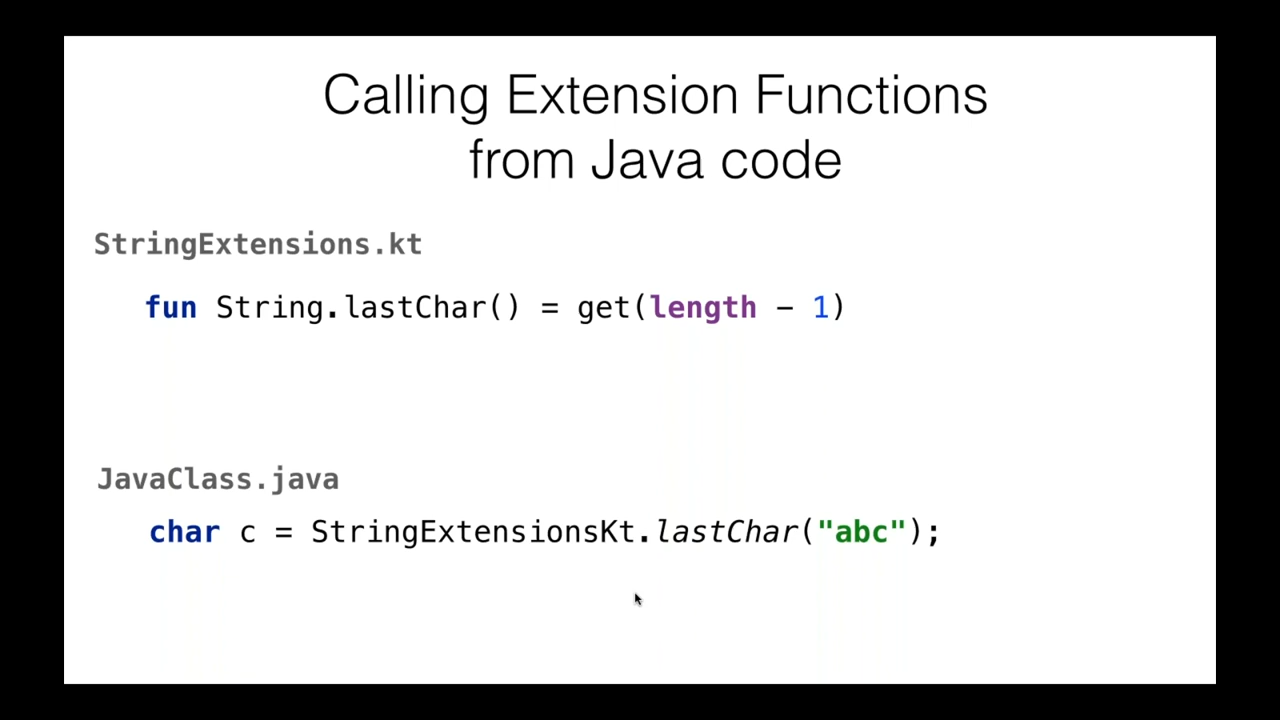 Calling Extension Functions
from Java code
StringExtensions.kt
fun String.lastChar() = get(length - 1)
JavaClass.java
char c = StringExtensionsKt.lastChar("abc");